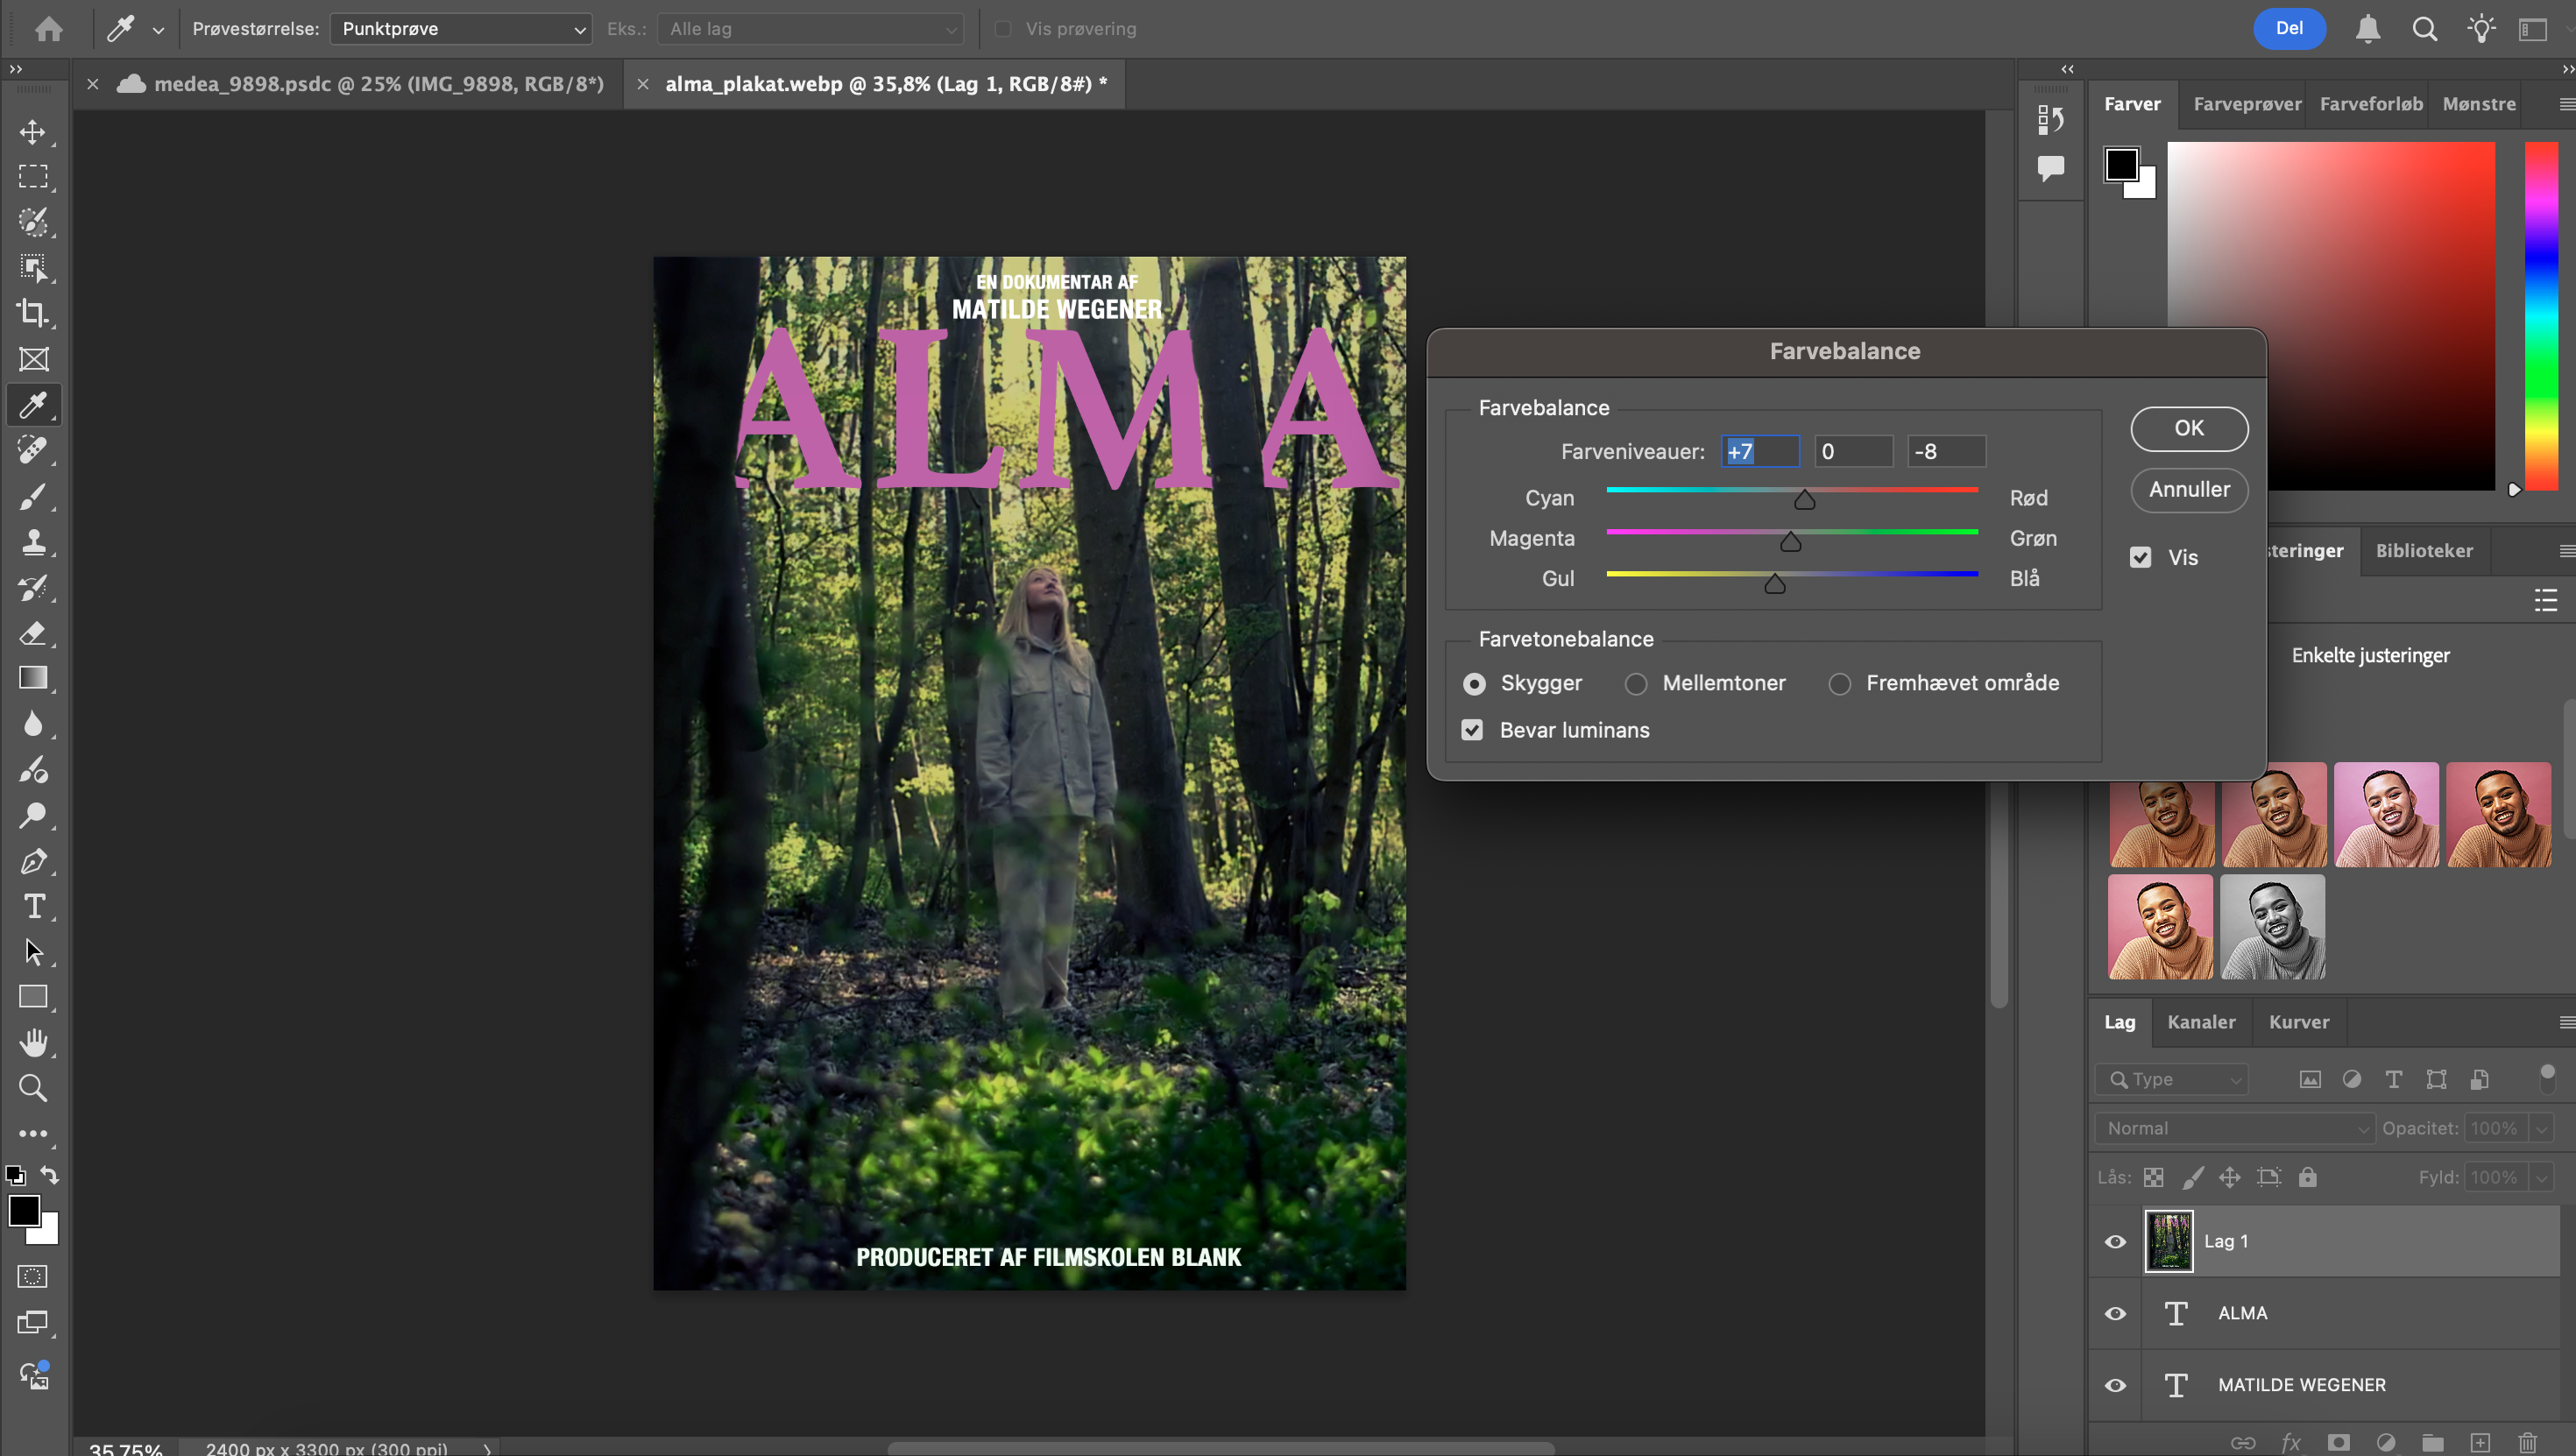 Prøvestørrelse: Punktprøve Eks.: Alle lag Vis prøvering Del
medea_9898.psdc @ 25% (IMG_9898, RGB/8*)
alma_plakat.webp @ 35,8% (Lag 1, RGB/8#) *
EN DOKUMENTAR AF
MATILDE WEGENER
ALMA
PRODUCERET AF FILMSKOLEN BLANK
Farver Farveprøver Farveforløb Mønstre
Farvebalance
Farvebalance
Farveniveauer: +7 0 -8
Cyan Rød
Magenta Grøn
Gul Blå
OK
Annuller
Vis
Farvetonebalance
Skygger Mellemtoner Fremhævet område
Bevar luminans
steringer Biblioteker
Enkelte justeringer
Lag Kanaler Kurver
Type
Normal Opacitet: 100%
Lås: Fyld: 100%
Lag 1
ALMA
MATILDE WEGENER
fx
35,75% 2400 px x 3300 px (300 ppi)